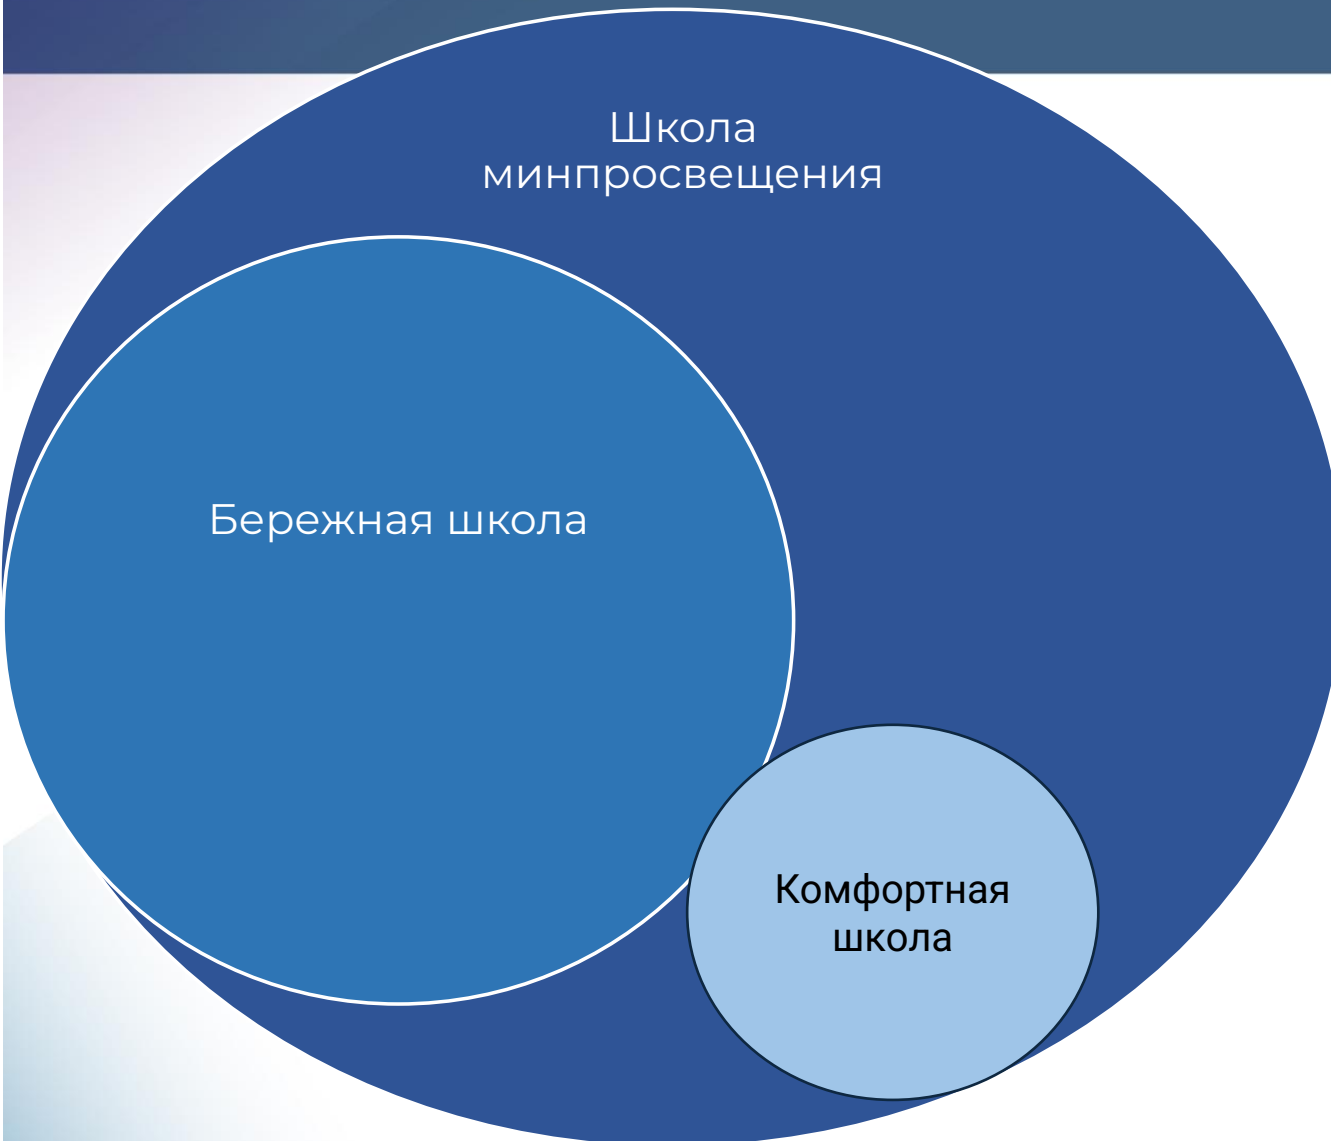 Школа
минпросвещения
Бережная школа
Комфортная
школа